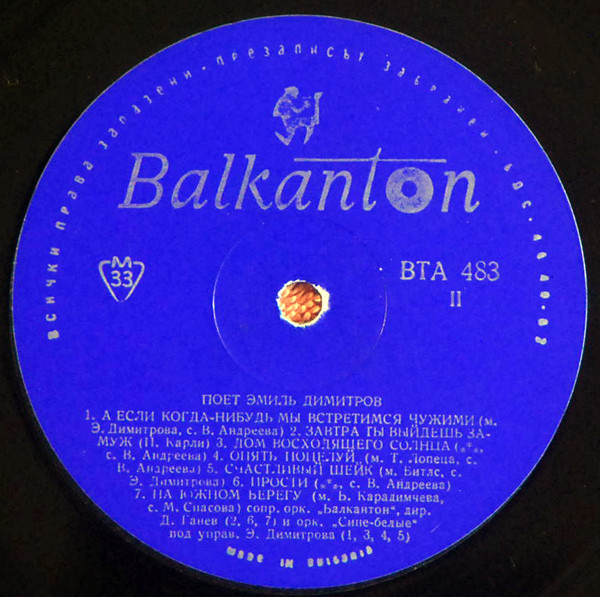 Всички права запазени · презаписът забранен ·
Balkanton
M
33
ВТА 483
II
ПОЕТ ЭМИЛЬ ДИМИТРОВ
1. А ЕСЛИ КОГДА-НИБУДЬ МЫ ВСТРЕТИМСЯ ЧУЖИМИ (м.
Э. Димитрова, с. В. Андреева) 2. ЗАВТРА ТЫ ВЫЙДЕШЬ ЗА-
МУЖ (П. Карли) 3. ДОМ ВОСХОДЯЩЕГО СОЛНЦА (***,
с. В. Андреева) 4. ОПЯТЬ ПОЦЕЛУЙ (м. Т. Лопеца, с.
В. Андреева) 5. СЧАСТЛИВЫЙ ШЕЙК (м. Битлс, с.
Э. Димитрова) 6. ПРОСТИ (***, с. В. Андреева)
7. НА ЮЖНОМ БЕРЕГУ (м. Б. Карадимчева,
с. М. Спасова) сопр. орк. „Балкантон“, дир.
Д. Ганев (2, 6, 7) и орк. „Сине-белые“
под управ. Э. Димитрова (1, 3, 4, 5)
MADE IN BULGARIA